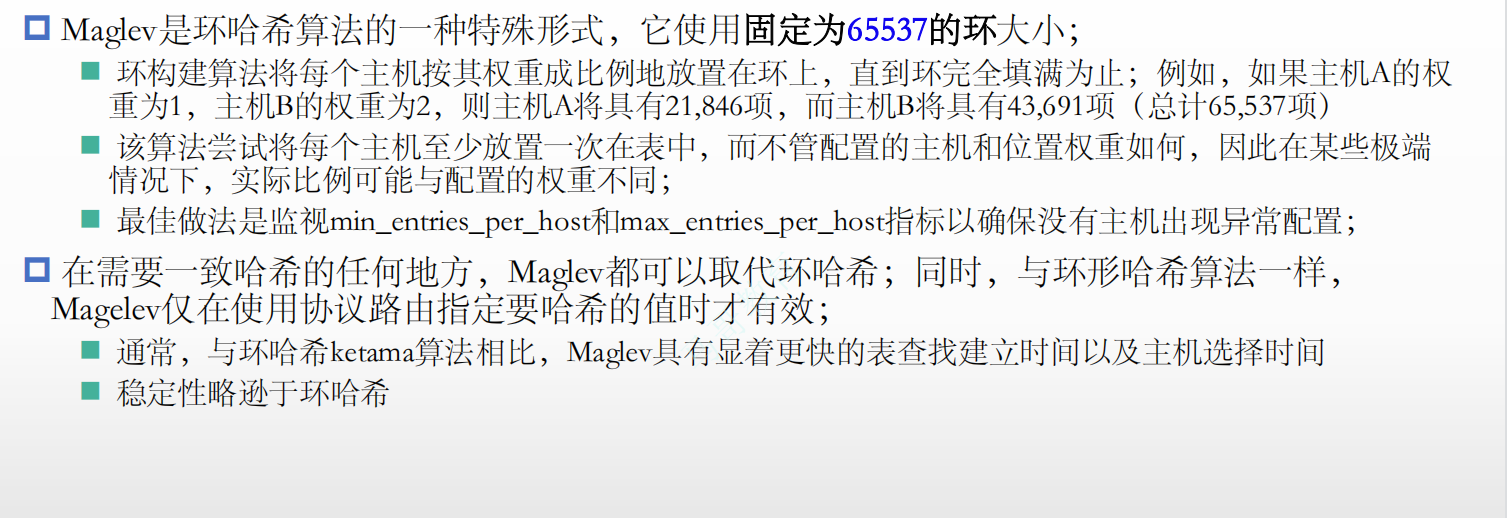 Maglev是环哈希算法的一种特殊形式，它使用固定为65537的环大小；
环构建算法将每个主机按其权重成比例地放置在环上，直到环完全填满为止；例如，如果主机A的权
重为1，主机B的权重为2，则主机A将具有21,846项，而主机B将具有43,691项（总计65,537项）
该算法尝试将每个主机至少放置一次在表中，而不管配置的主机和位置权重如何，因此在某些极端
情况下，实际比例可能与配置的权重不同；
最佳做法是监视min_entries_per_host和max_entries_per_host指标以确保没有主机出现异常配置；
在需要一致哈希的任何地方，Maglev都可以取代环哈希；同时，与环形哈希算法一样，
Magelev仅在使用协议路由指定要哈希的值时才有效；
通常，与环哈希ketama算法相比，Maglev具有显着更快的表查找建立时间以及主机选择时间
稳定性略逊于环哈希